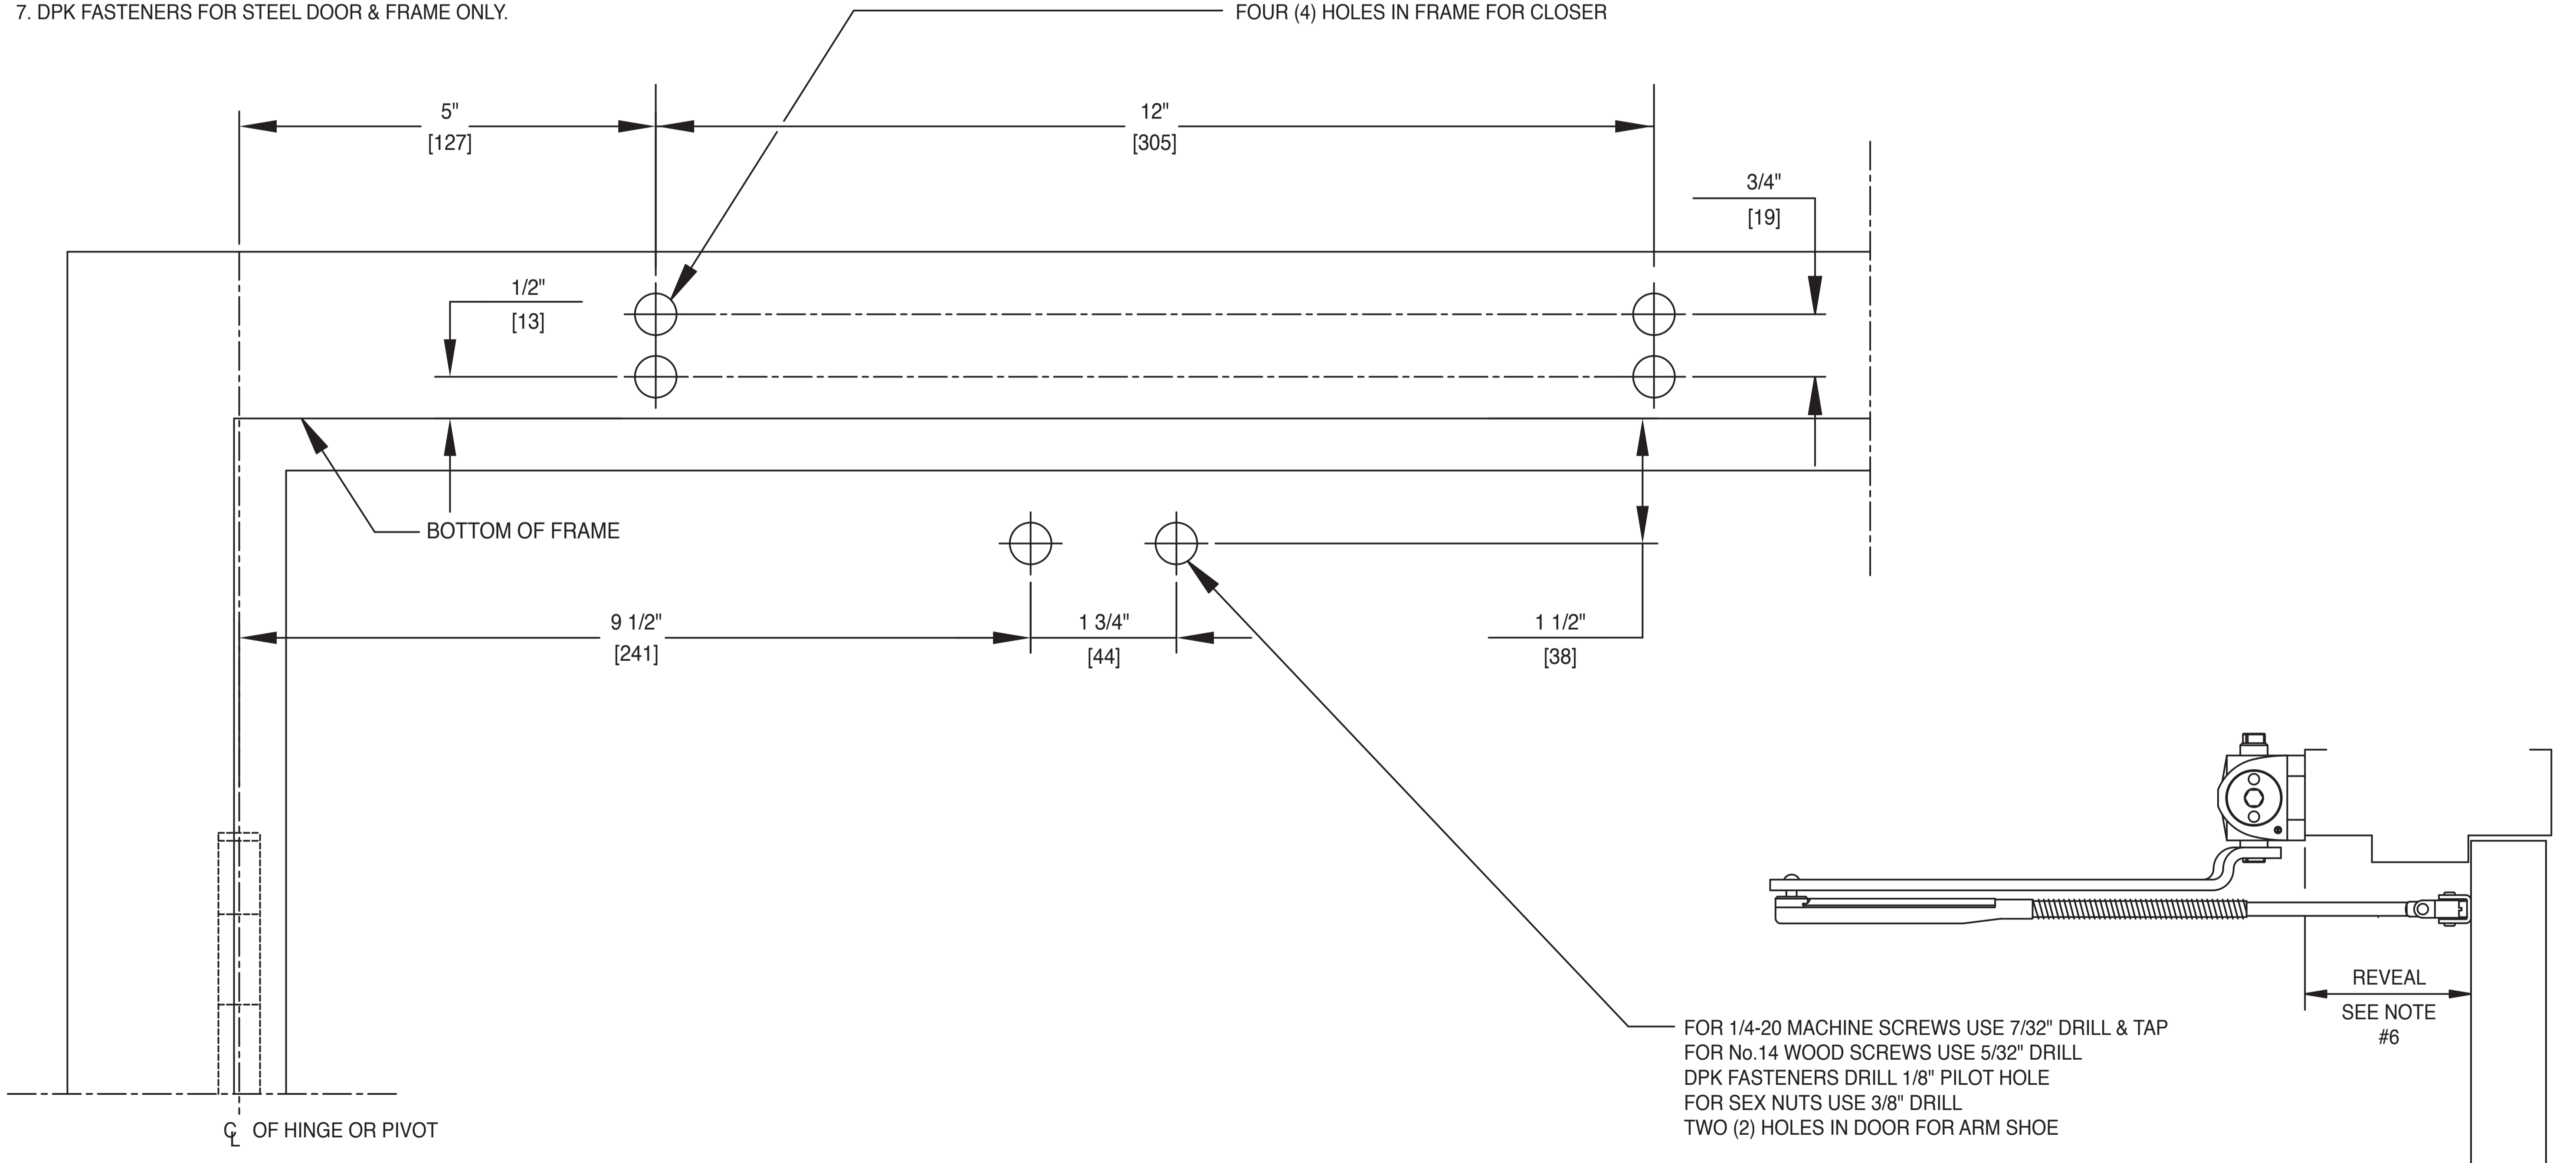 7. DPK FASTENERS FOR STEEL DOOR & FRAME ONLY.
FOUR (4) HOLES IN FRAME FOR CLOSER
5"
[127]
12"
[305]
3/4"
[19]
1/2"
[13]
BOTTOM OF FRAME
9 1/2"
[241]
1 3/4"
[44]
1 1/2"
[38]
REVEAL
SEE NOTE
#6
FOR 1/4-20 MACHINE SCREWS USE 7/32" DRILL & TAP
FOR No.14 WOOD SCREWS USE 5/32" DRILL
DPK FASTENERS DRILL 1/8" PILOT HOLE
FOR SEX NUTS USE 3/8" DRILL
TWO (2) HOLES IN DOOR FOR ARM SHOE
℄ OF HINGE OR PIVOT